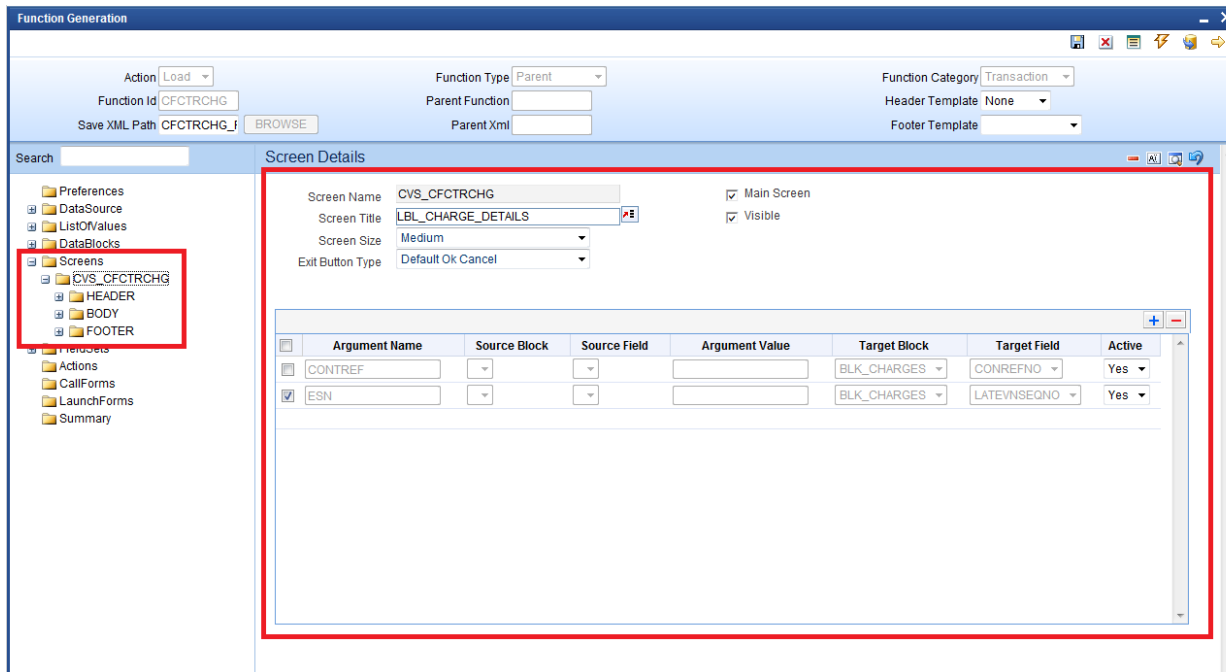 Function Generation
Action Load Function Type Parent Function Category Transaction
Function Id CFCTRCHG Parent Function Header Template None
Save XML Path CFCTRCHG_ BROWSE Parent Xml Footer Template
Search Screen Details
Preferences
DataSource
ListOfValues
DataBlocks
Screens
CVS_CFCTRCHG
HEADER
BODY
FOOTER
FieldSets
Actions
CallForms
LaunchForms
Summary
Screen Name CVS_CFCTRCHG Main Screen
Screen Title LBL_CHARGE_DETAILS Visible
Screen Size Medium
Exit Button Type Default Ok Cancel
Argument Name Source Block Source Field Argument Value Target Block Target Field Active
CONTREF BLK_CHARGES CONREFNO Yes
ESN BLK_CHARGES LATEVNSEQNO Yes